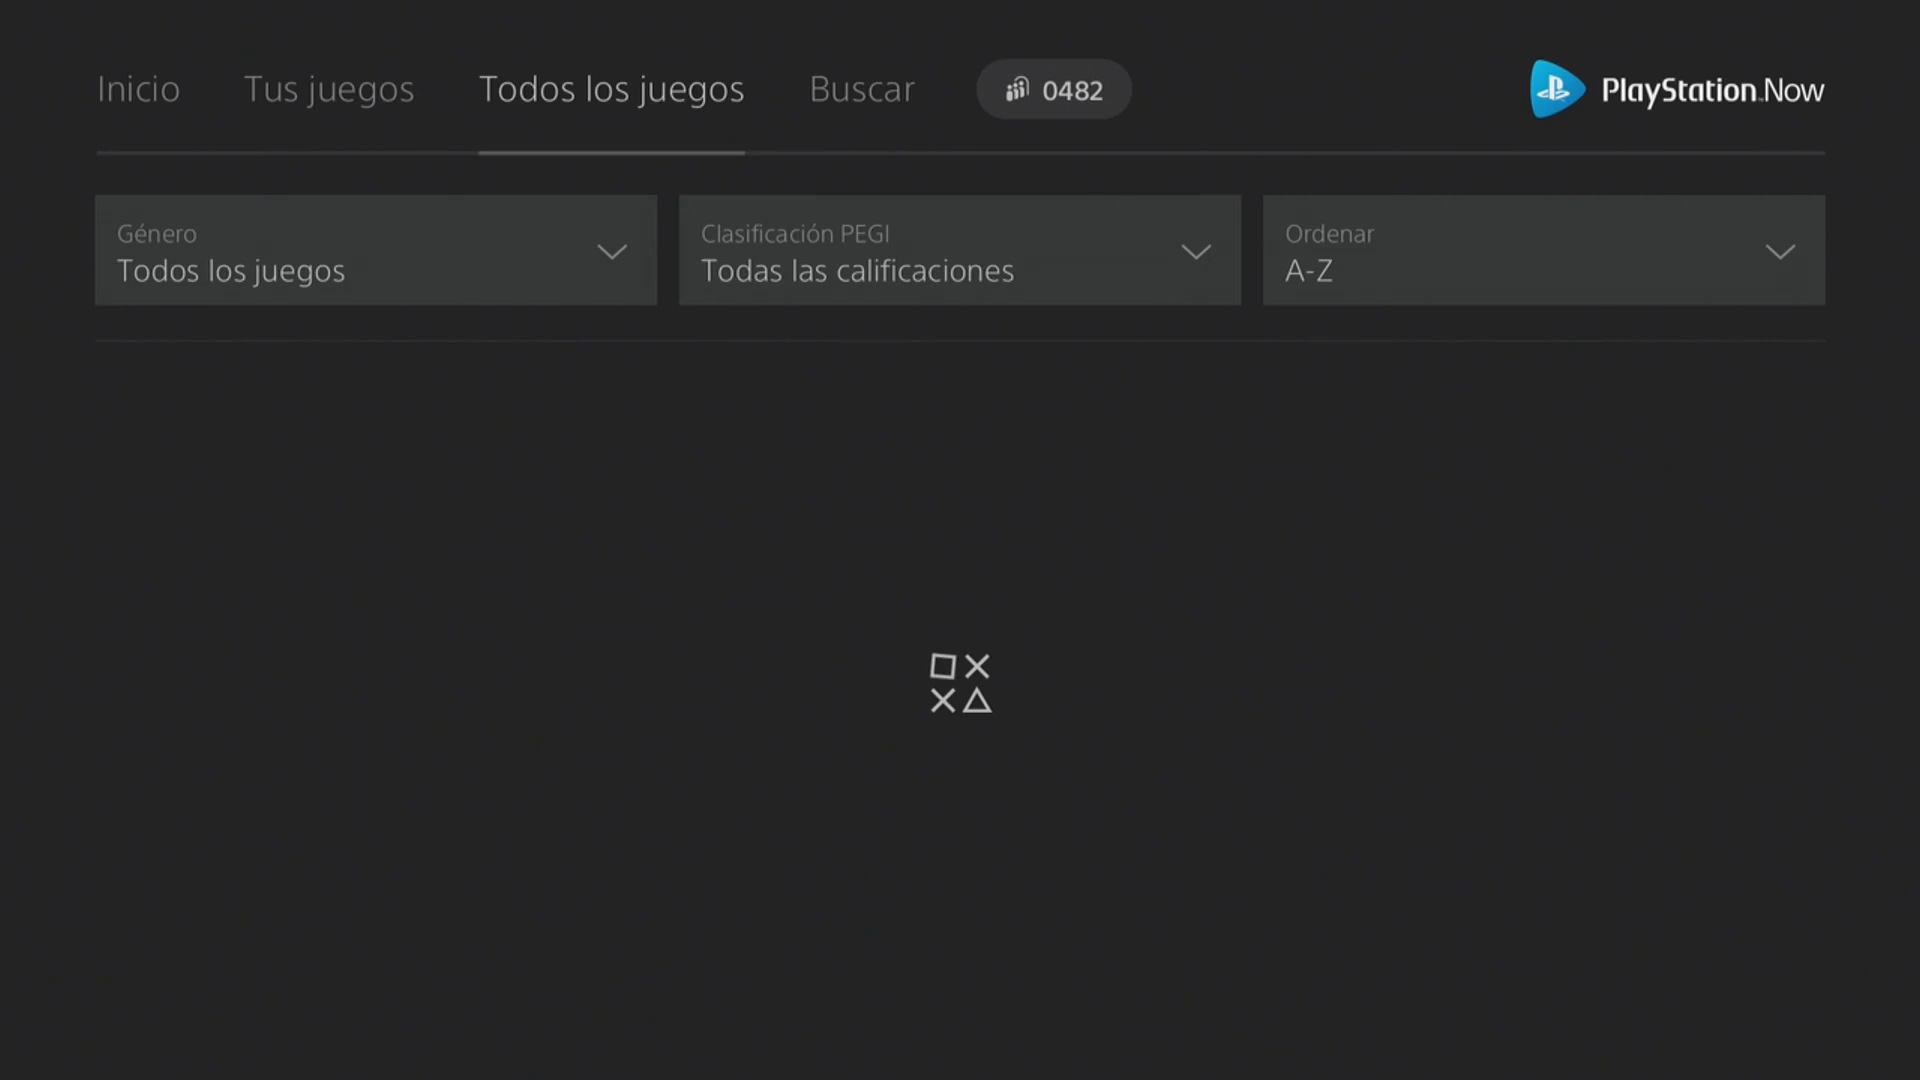 Inicio
Tus juegos
Todos los juegos
Buscar
0482
PlayStation.Now
Género
Todos los juegos
Clasificación PEGI
Todas las calificaciones
Ordenar
A-Z